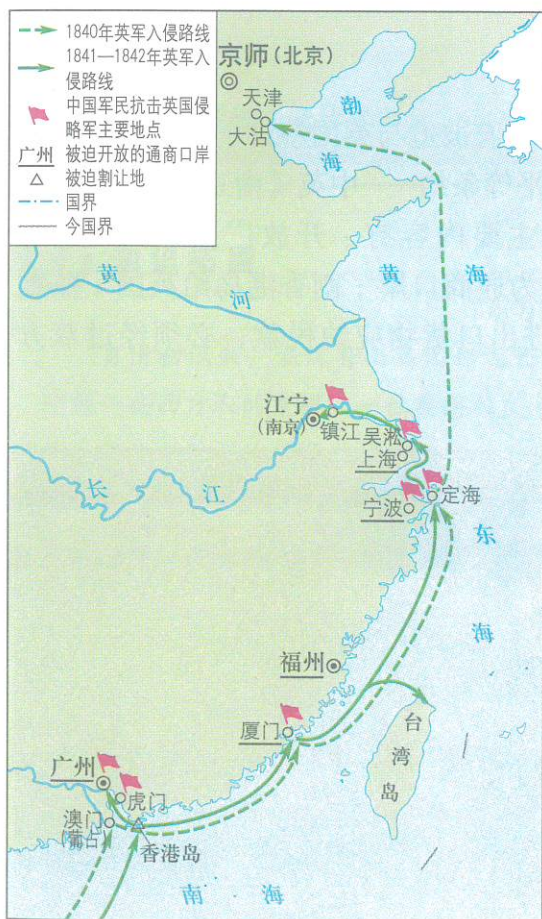 1840年英军入侵路线
1841—1842年英军入
侵路线
中国军民抗击英国侵
略军主要地点
广州 被迫开放的通商口岸
被迫割让地
国界
今国界
京师(北京)
天津
大沽
渤
海
黄
海
黄
河
江宁
(南京)
镇江
吴淞
上海
长
江
宁波
定海
东
海
福州
厦门
台
湾
岛
广州
虎门
澳门
(葡占)
香港岛
南
海